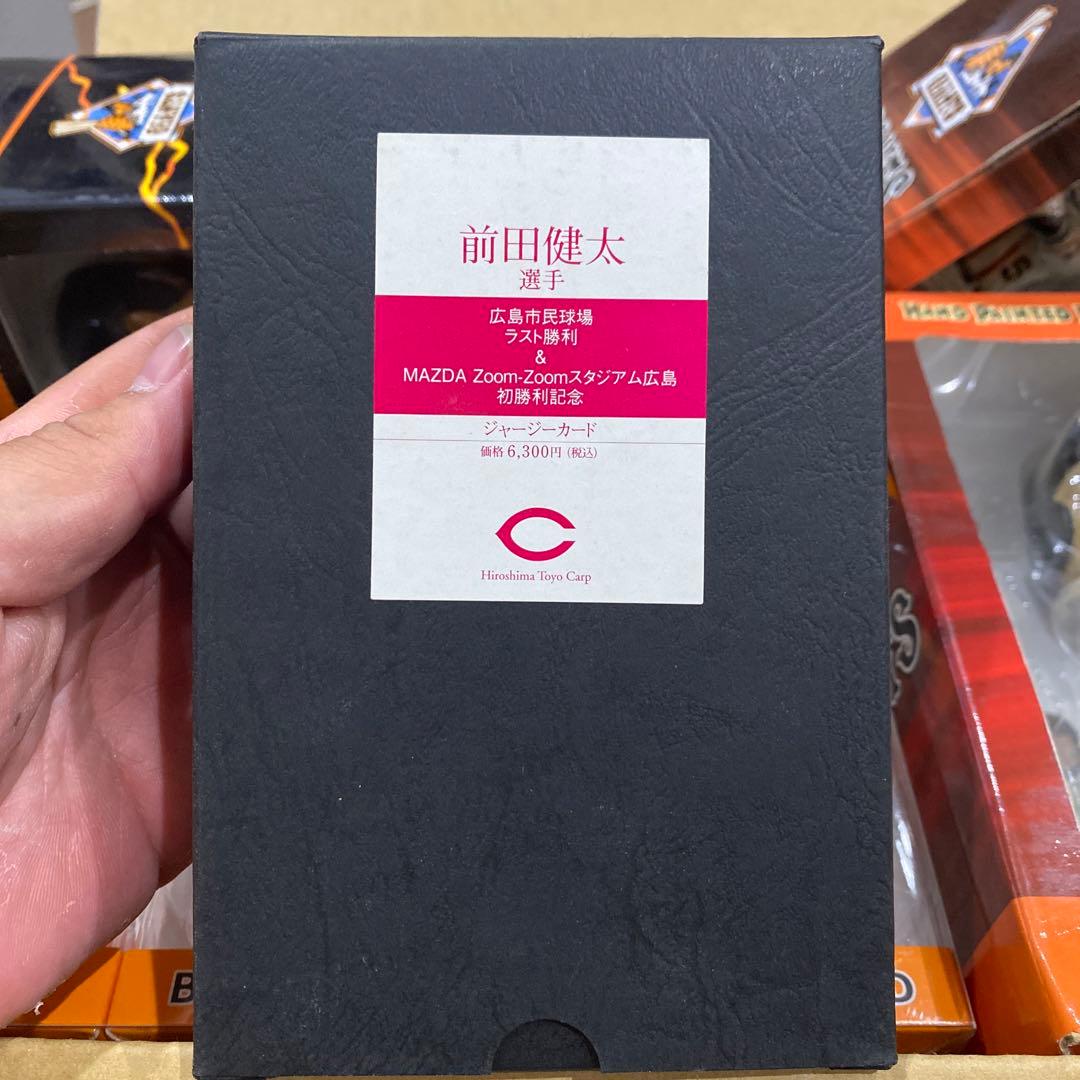 前田健太
選手
広島市民球場
ラスト勝利
&
MAZDA Zoom-Zoomスタジアム広島
初勝利記念
ジャージーカード
価格 6,300円 (税込)
Hiroshima Toyo Carp
HAND PAINTED